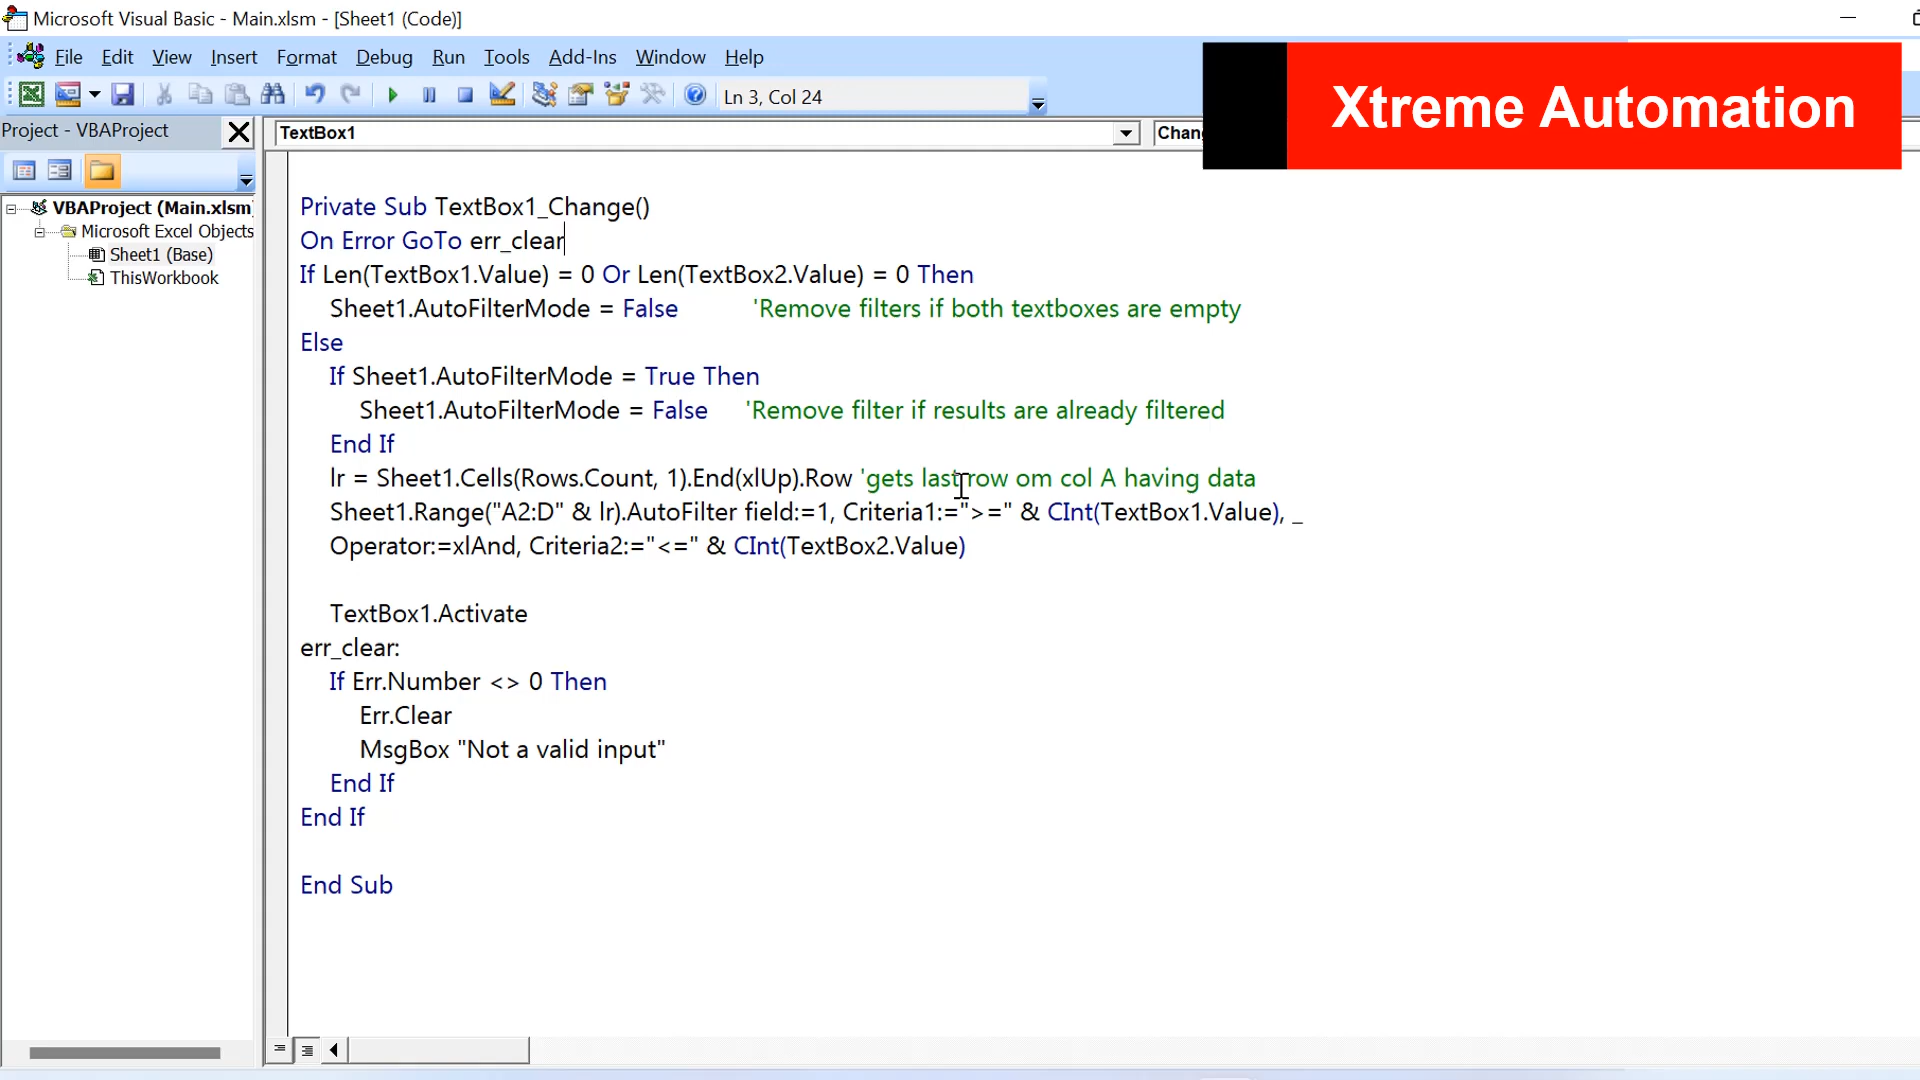 Microsoft Visual Basic - Main.xlsm - [Sheet1 (Code)]
File Edit View Insert Format Debug Run Tools Add-Ins Window Help
Xtreme Automation
Ln 3, Col 24
Project - VBAProject
TextBox1
VBAProject (Main.xlsm)
Microsoft Excel Objects
Sheet1 (Base)
ThisWorkbook
Private Sub TextBox1_Change()
On Error GoTo err_clear
If Len(TextBox1.Value) = 0 Or Len(TextBox2.Value) = 0 Then
Sheet1.AutoFilterMode = False 'Remove filters if both textboxes are empty
Else
If Sheet1.AutoFilterMode = True Then
Sheet1.AutoFilterMode = False 'Remove filter if results are already filtered
End If
lr = Sheet1.Cells(Rows.Count, 1).End(xlUp).Row 'gets last row om col A having data
Sheet1.Range("A2:D" & lr).AutoFilter field:=1, Criteria1:=">=" & CInt(TextBox1.Value), _
Operator:=xlAnd, Criteria2:="<=" & CInt(TextBox2.Value)
TextBox1.Activate
err_clear:
If Err.Number <> 0 Then
Err.Clear
MsgBox "Not a valid input"
End If
End If
End Sub